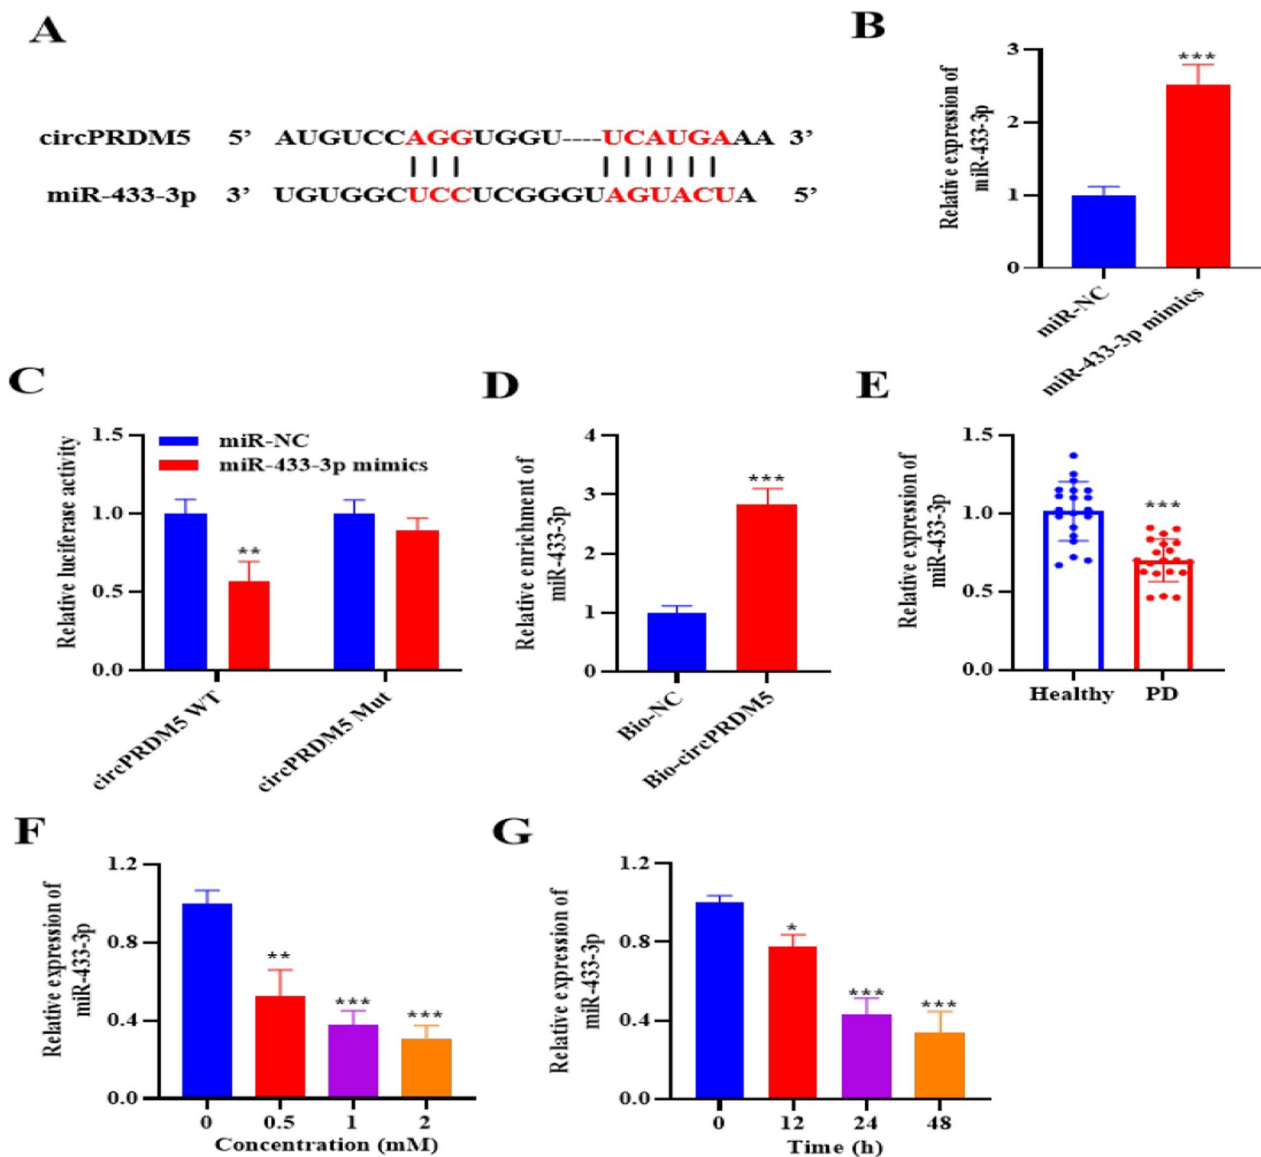 A
circPRDM5 5’ AUGUCCAGGUGGU----UCAUGAAA 3’
miR-433-3p 3’ UGUGGCUCCUCGGGUAGUACUA 5’
B
Relative expression of
miR-433-3p
3
2
1
0
***
miR-NC
miR-433-3p mimics
C
Relative luciferase activity
1.5
1.0
0.5
0.0
miR-NC
miR-433-3p mimics
**
circPRDM5 WT
circPRDM5 Mut
D
Relative enrichment of
miR-433-3p
4
3
2
1
0
***
Bio-NC
Bio-circPRDM5
E
Relative expression of
miR-433-3p
1.5
1.0
0.5
0.0
***
Healthy PD
F
Relative expression of
miR-433-3p
1.2
0.8
0.4
0.0
**
***
***
0 0.5 1 2
Concentration (mM)
G
Relative expression of
miR-433-3p
1.2
0.8
0.4
0.0
*
***
***
0 12 24 48
Time (h)